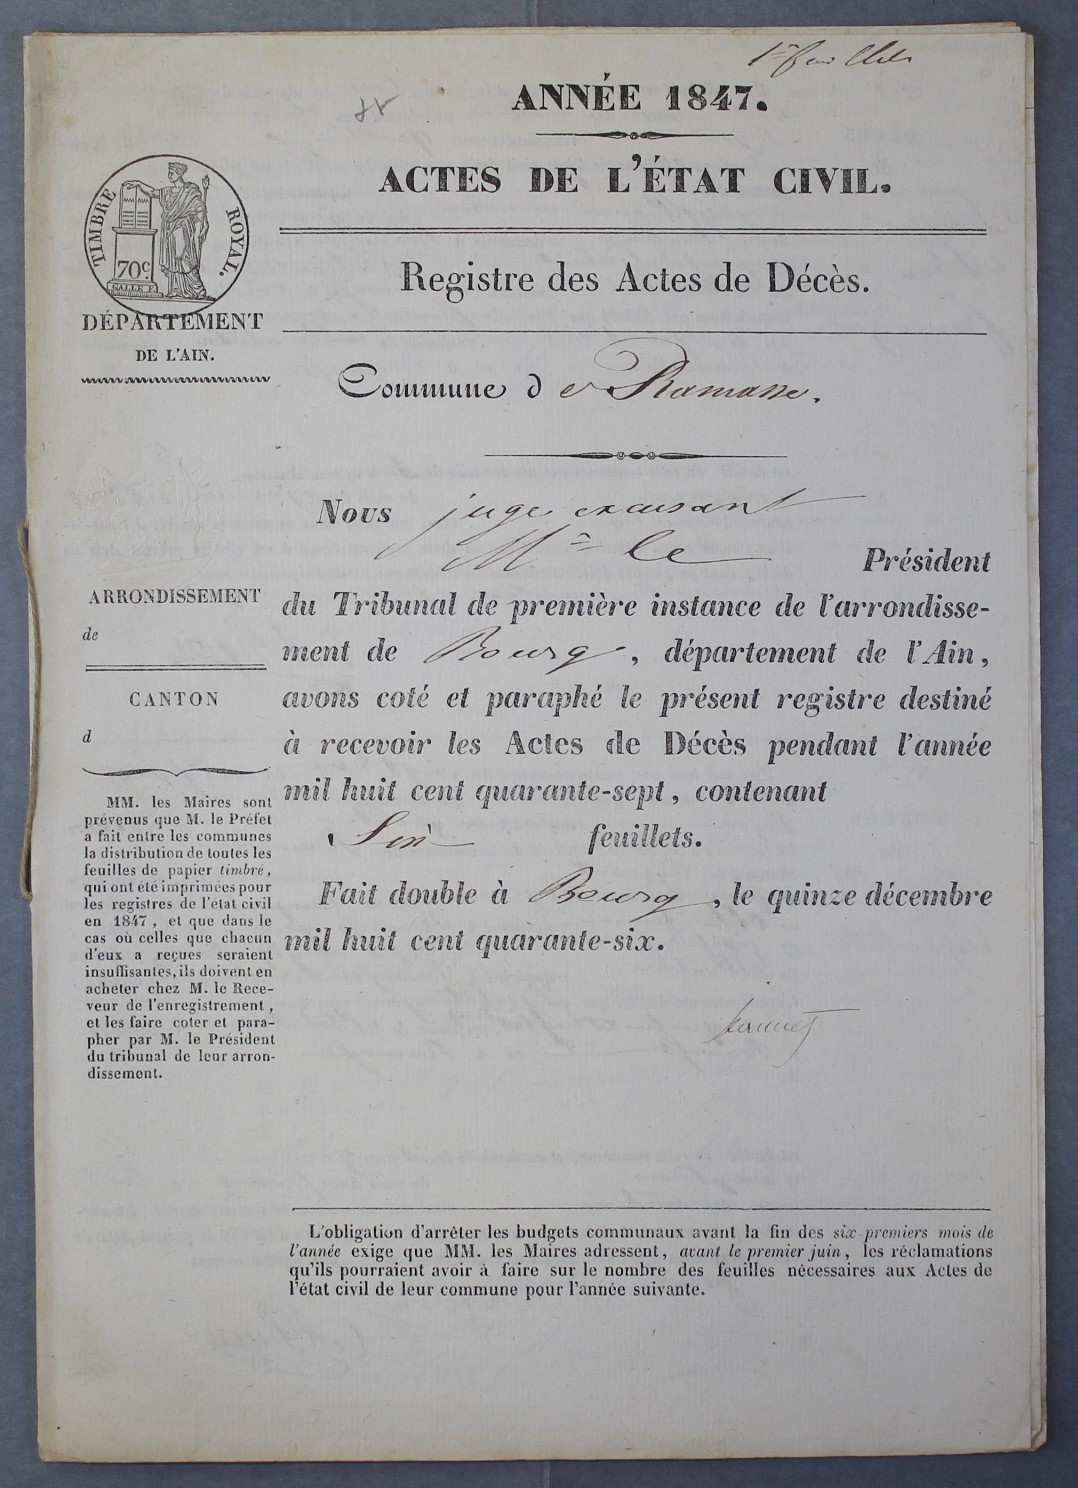 1er feuillet
ANNÉE 1847.
ACTES DE L'ÉTAT CIVIL.
TIMBRE ROYAL.
70c
DÉPARTEMENT
DE L'AIN.
Registre des Actes de Décès.
Commune de Ramasse.
Nous juge excusant
Mr le Président
du Tribunal de première instance de l'arrondisse-
ment de Bourg, département de l'Ain,
avons coté et paraphé le présent registre destiné
à recevoir les Actes de Décès pendant l'année
mil huit cent quarante-sept, contenant
Six feuillets.
Fait double à Bourg, le quinze décembre
mil huit cent quarante-six.
ARRONDISSEMENT
de
CANTON
d
MM. les Maires sont
prévenus que M. le Préfet
a fait entre les communes
la distribution de toutes les
feuilles de papier timbré,
qui ont été imprimées pour
les registres de l'état civil
en 1847, et que dans le
cas où celles que chacun
d'eux a reçues seraient
insuffisantes, ils doivent en
acheter chez M. le Rece-
veur de l'enregistrement,
et les faire coter et para-
pher par M. le Président
du tribunal de leur arron-
dissement.
L'obligation d'arrêter les budgets communaux avant la fin des six premiers mois de
l'année exige que MM. les Maires adressent, avant le premier juin, les réclamations
qu'ils pourraient avoir à faire sur le nombre des feuilles nécessaires aux Actes de
l'état civil de leur commune pour l'année suivante.